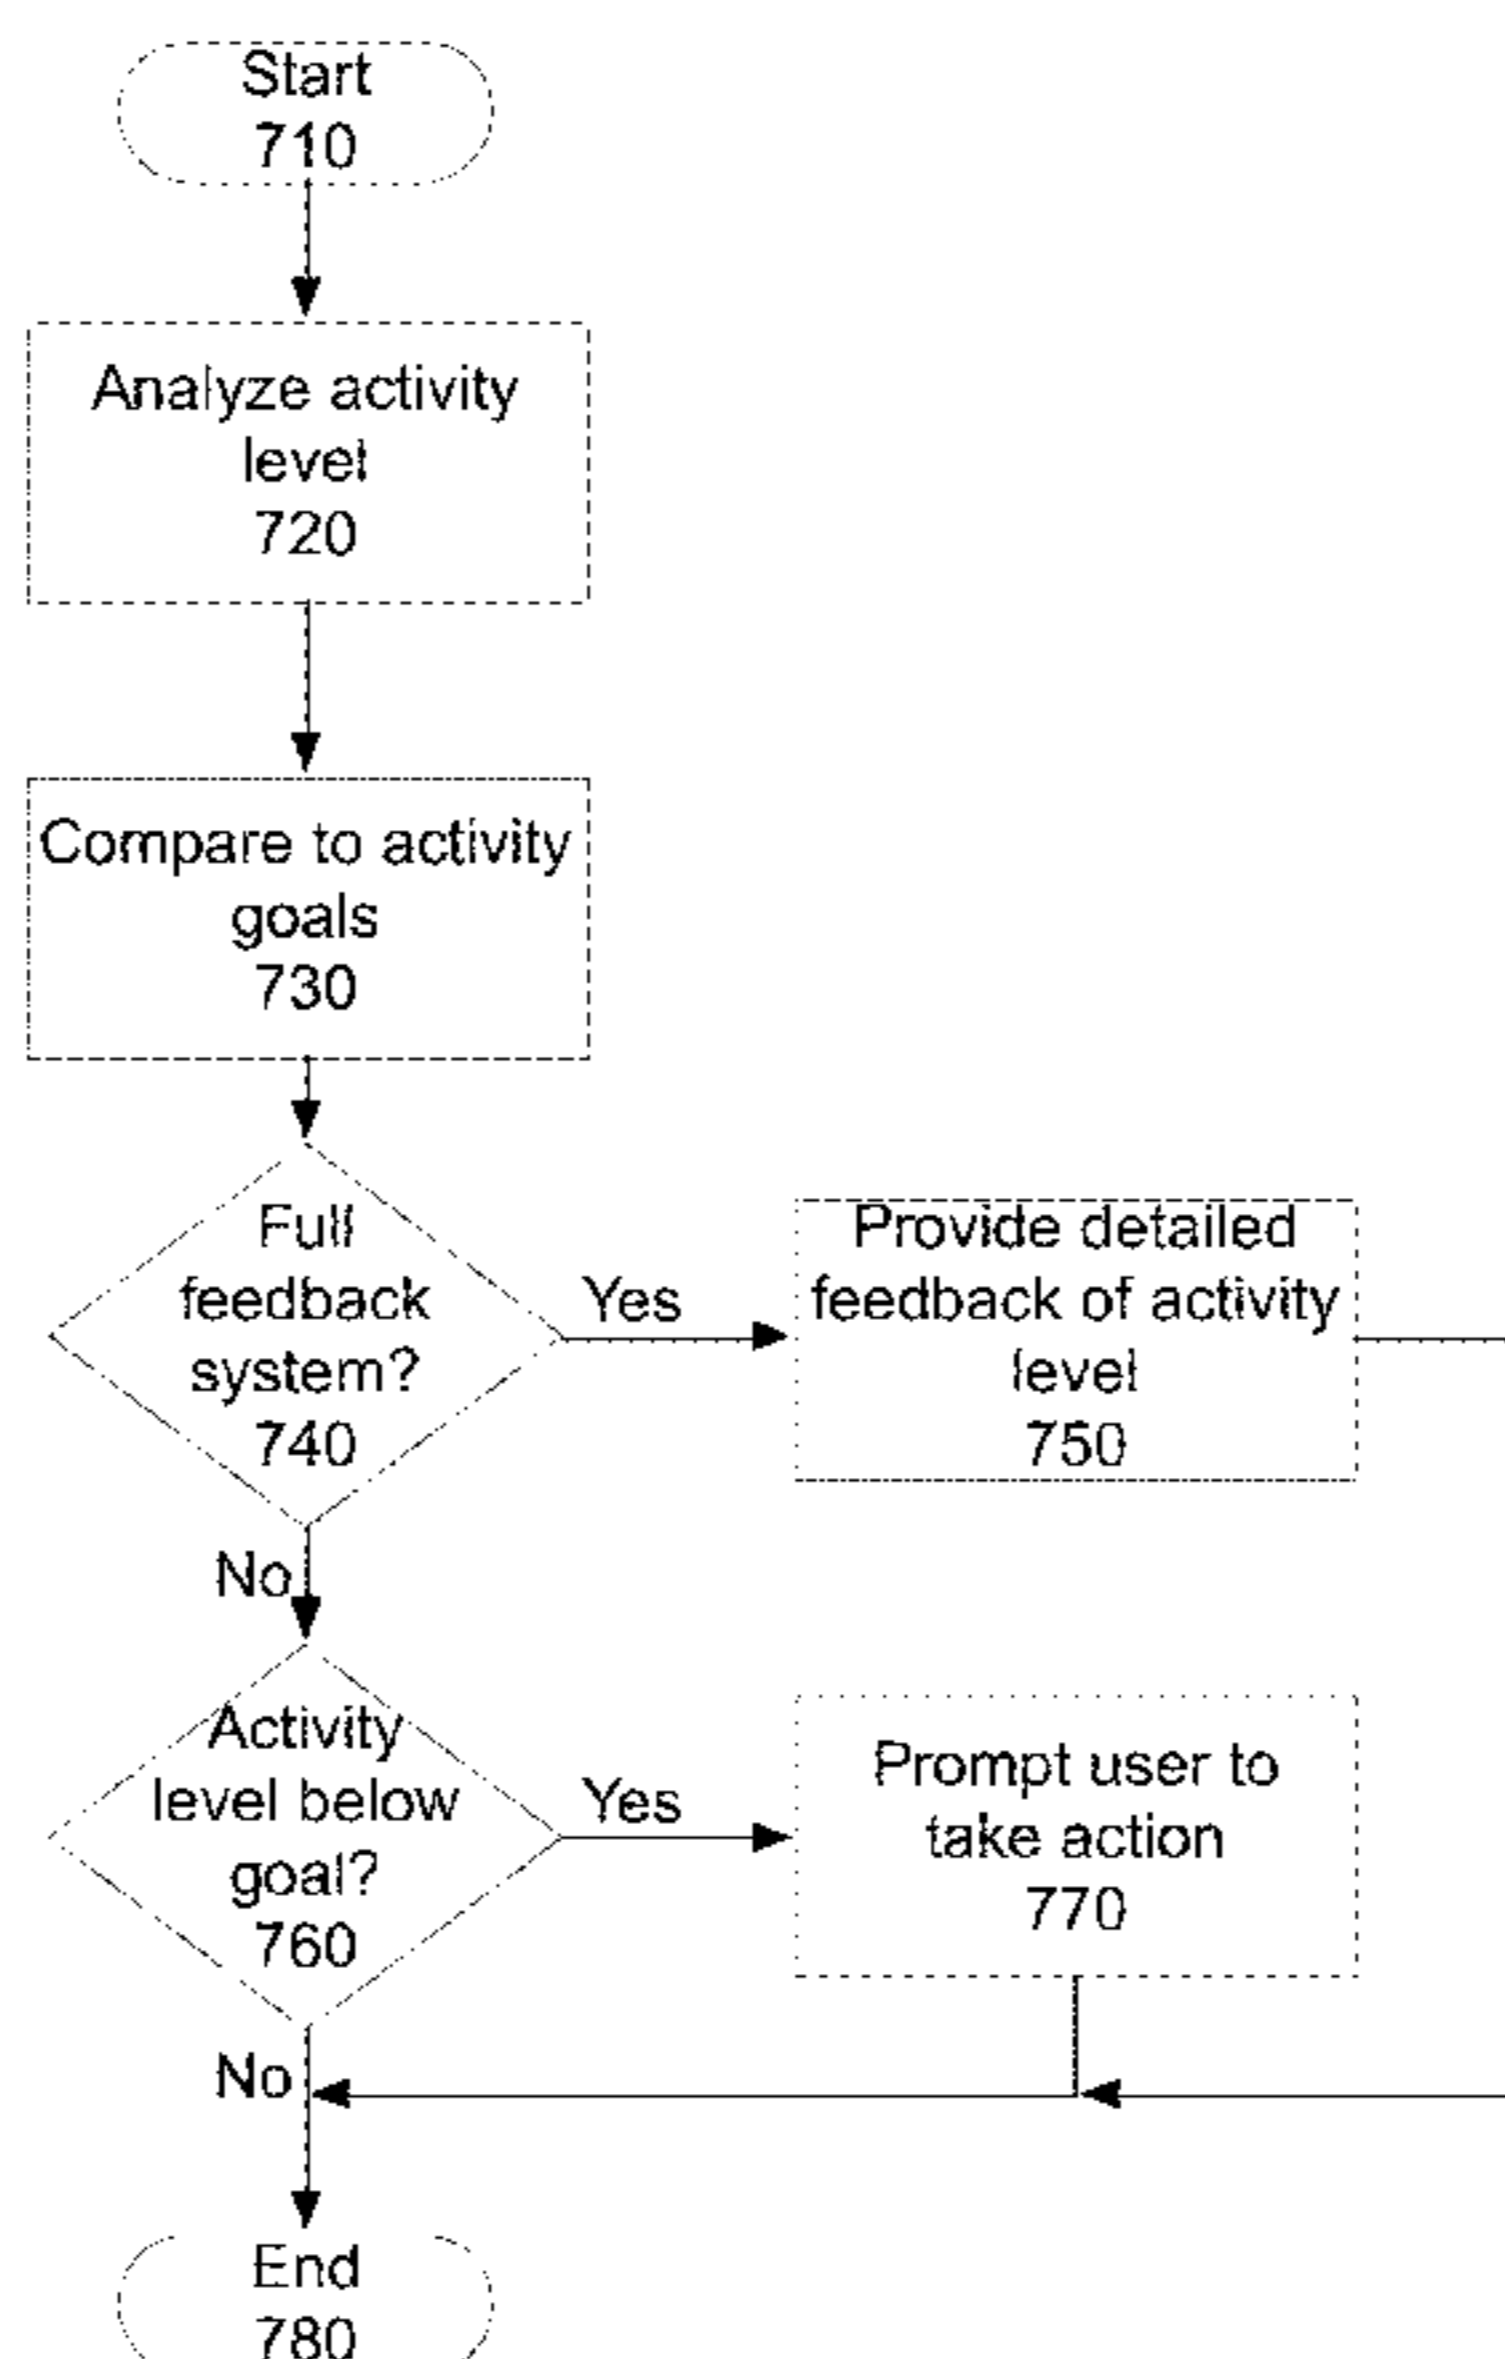 Start
710
Analyze activity
level
720
Compare to activity
goals
730
Full
feedback
system?
740
Yes
Provide detailed
feedback of activity
level
750
No
Activity
level below
goal?
760
Yes
Prompt user to
take action
770
No
End
780